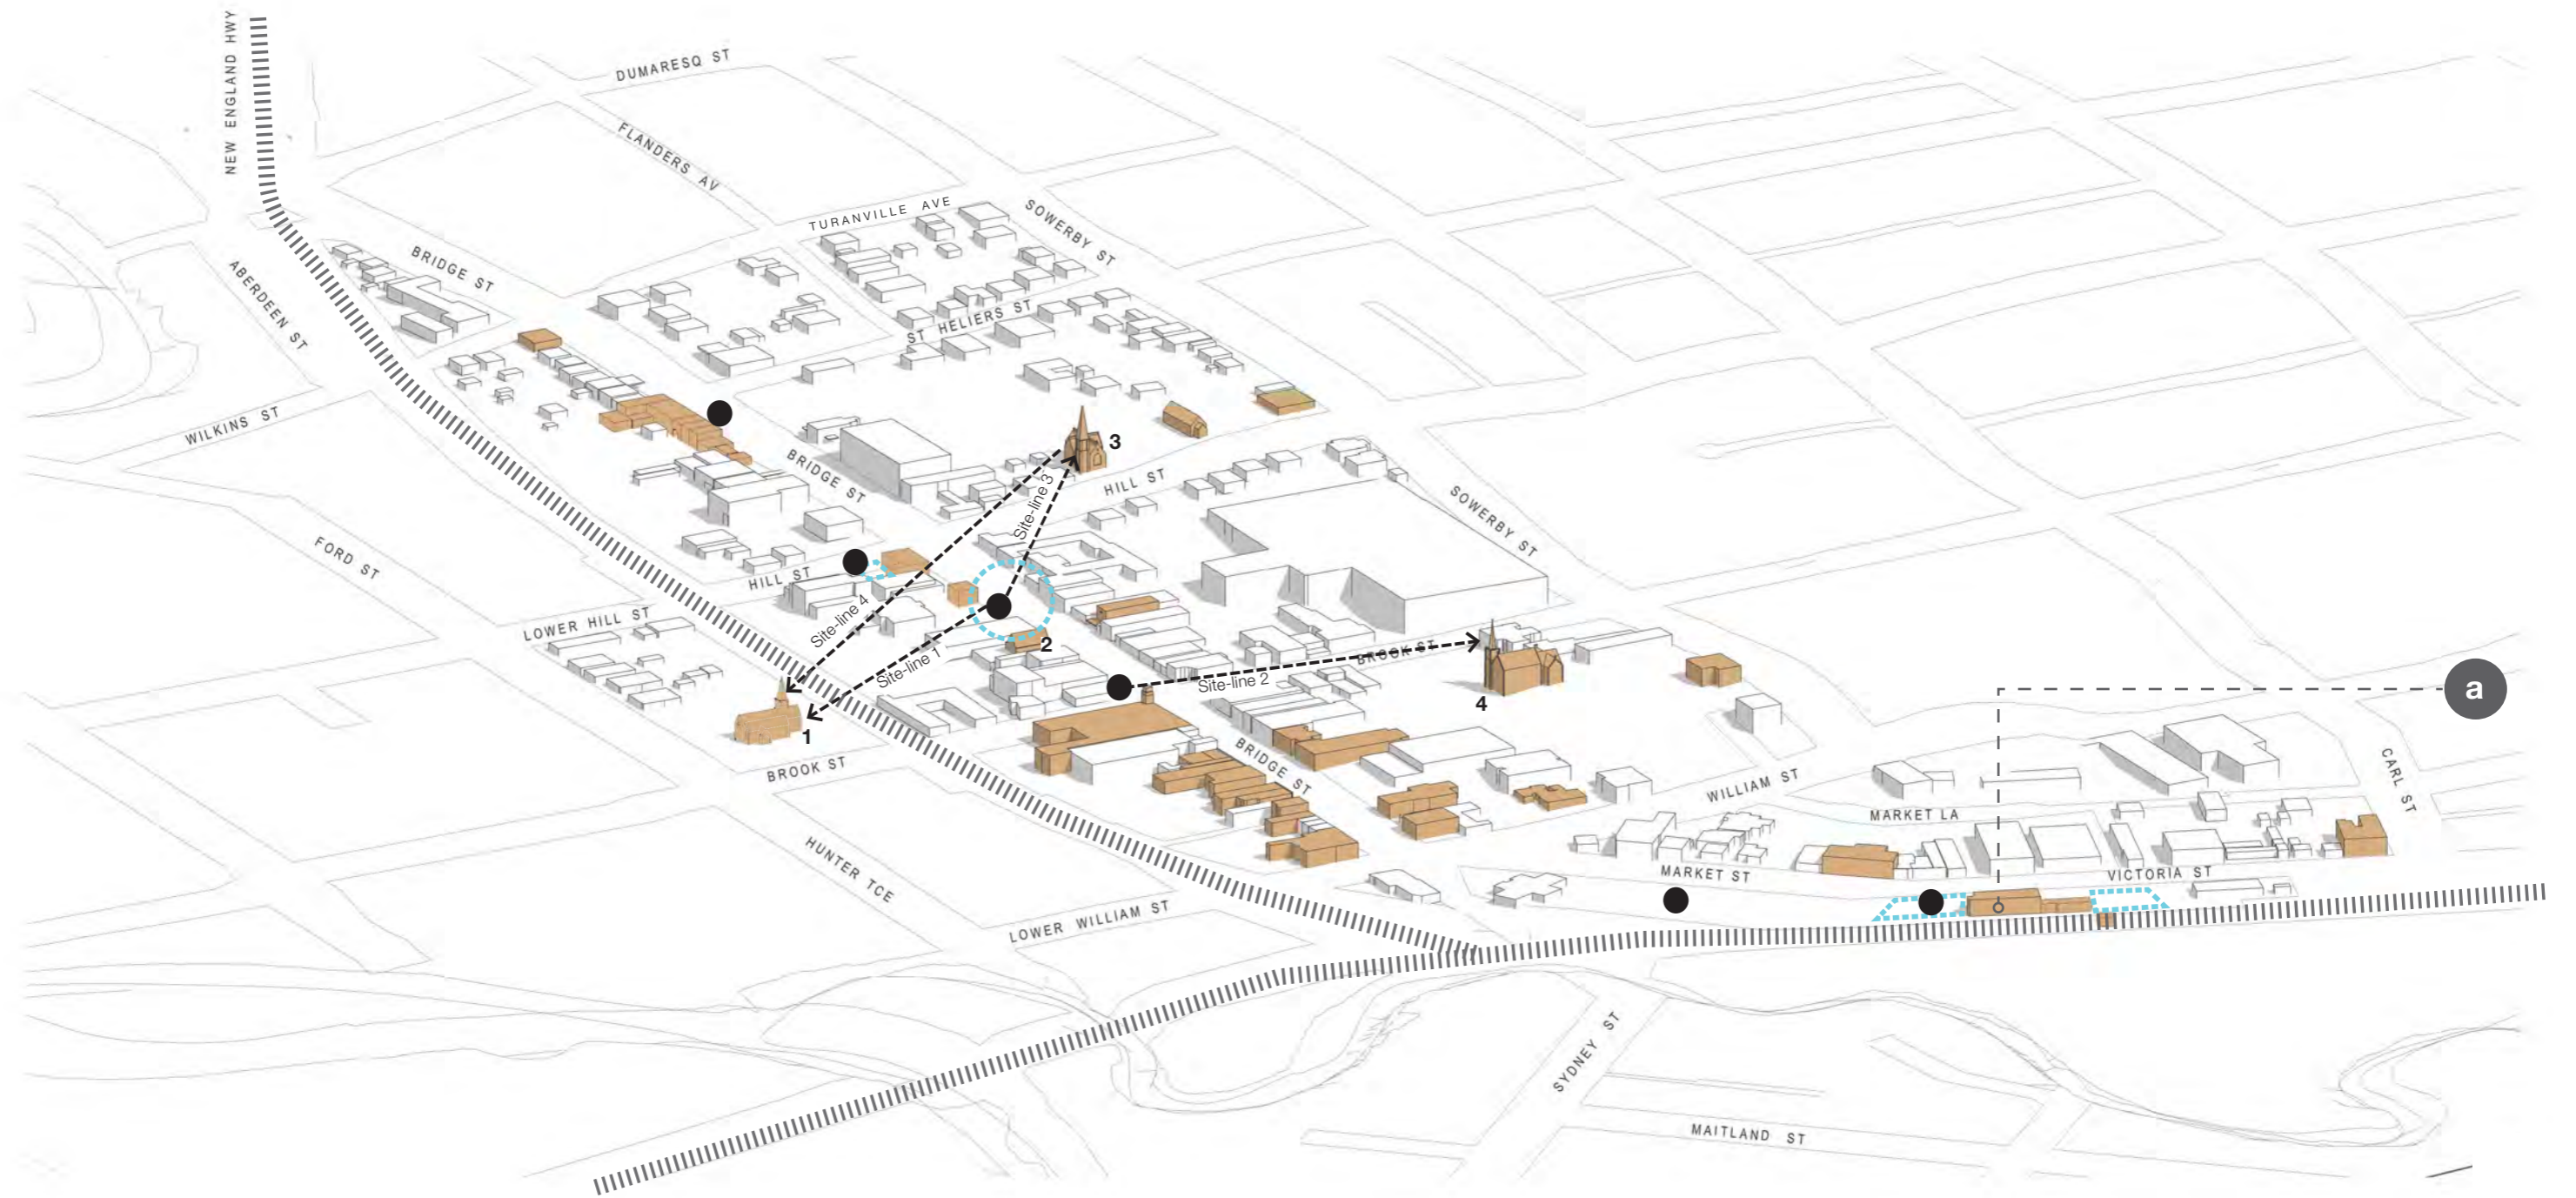 NEW ENGLAND HWY
DUMARESQ ST
FLANDERS AV
TURANVILLE AVE
SOWERBY ST
BRIDGE ST
ABERDEEN ST
ST HELIERS ST
WILKINS ST
3
BRIDGE ST
HILL ST
Site-line 3
SOWERBY ST
FORD ST
HILL ST
LOWER HILL ST
Site-line 4
2
Site-line 1
BROOK ST
Site-line 2
a
4
1
BROOK ST
BRIDGE ST
WILLIAM ST
CARL ST
MARKET LA
HUNTER TCE
MARKET ST
VICTORIA ST
LOWER WILLIAM ST
SYDNEY ST
MAITLAND ST